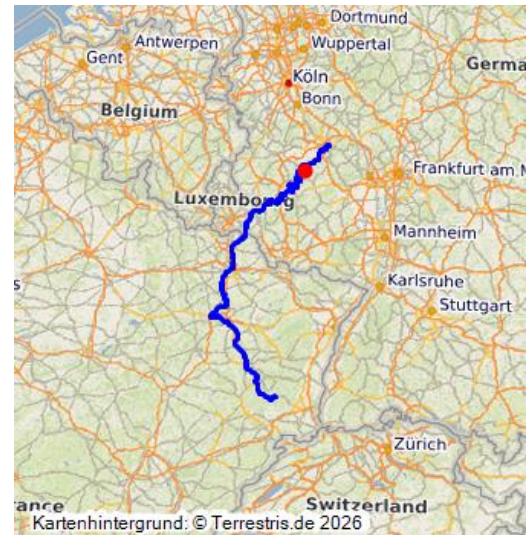 Dortmund
Antwerpen
Wuppertal
Gent
Germa
Köln
Belgium
Bonn
Frankfurt am M
Luxembourg
Mannheim
Karlsruhe
Stuttgart
Zürich
rance
Switzerland
Kartenhintergrund: © Terrestris.de 2026